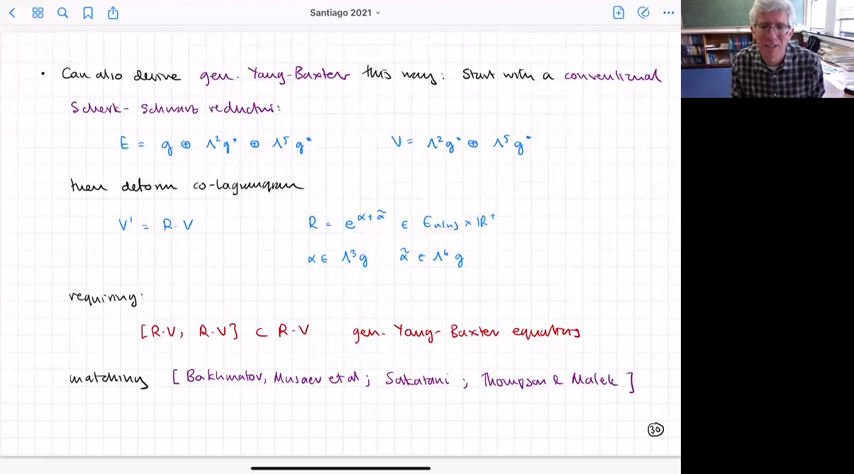 Santiago 2021
• Can also derive gen. Yang-Baxter this way: Start with a conventional
Scherk-Schwarz reduction:
E = g ⊕ Λ²g* ⊕ Λ⁵g* V = Λ²g* ⊕ Λ⁵g*
then deform co-Lagrangian
V' = R·V R = e^{α+α̃} ∈ E_{n(n)} × ℝ⁺
α ∈ Λ³g α̃ ∈ Λ⁶g
requiring:
[R·V, R·V] ⊂ R·V gen. Yang-Baxter equations
matching [Bakhmatov, Musaev et al; Sakatani; Thompson & Malek]
30